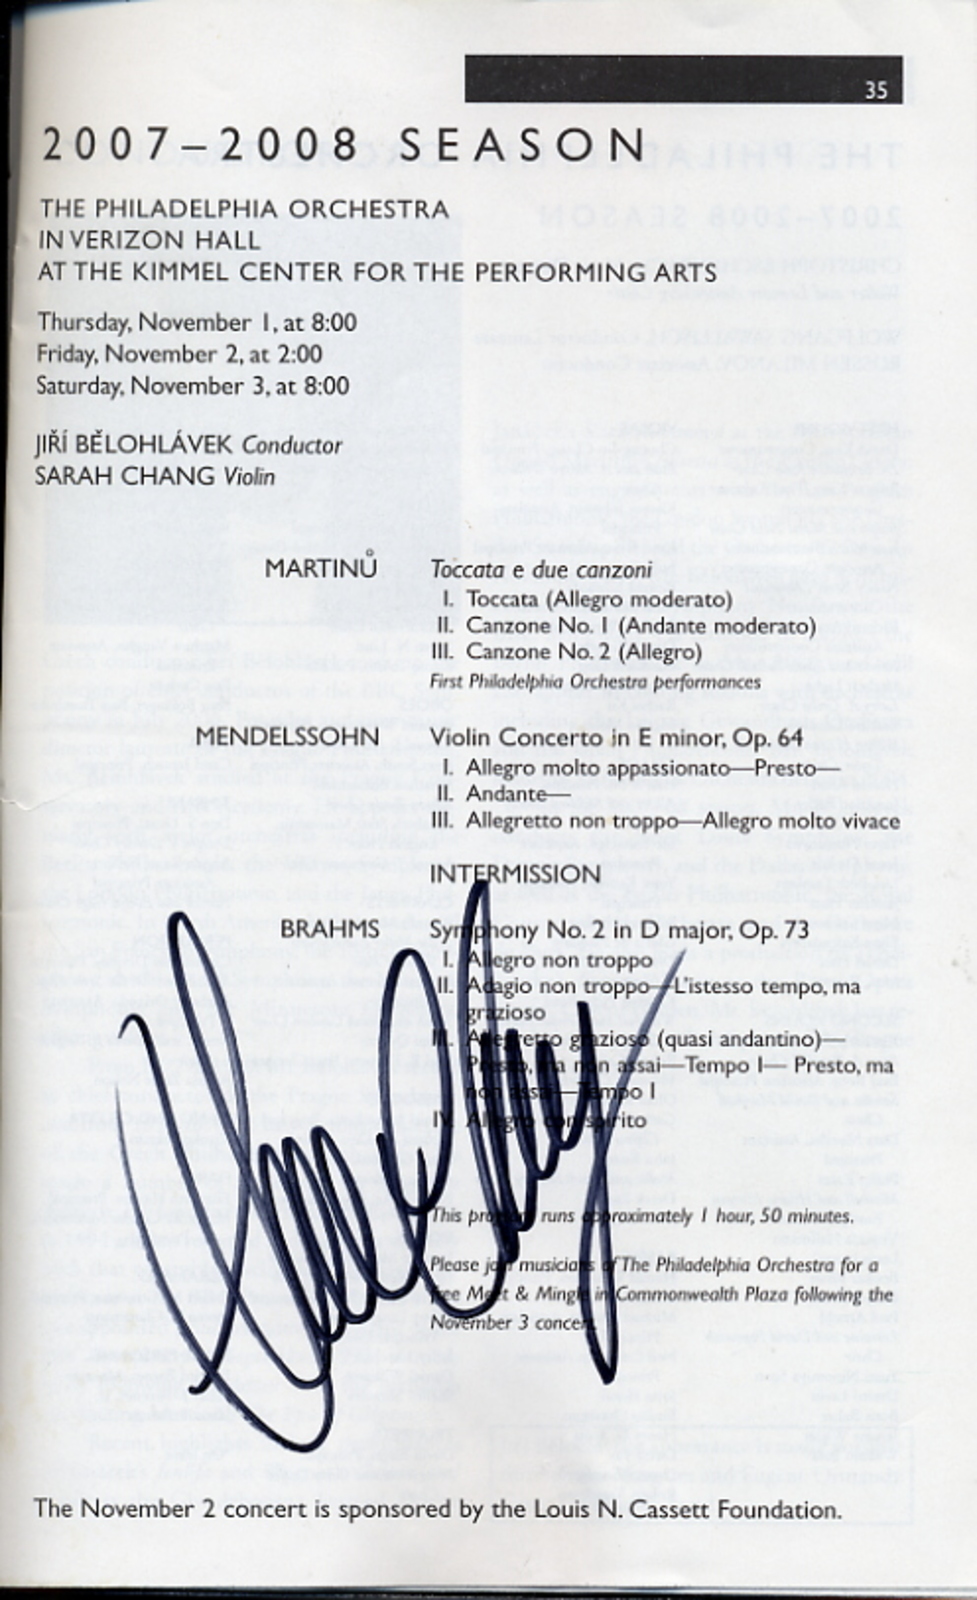 35
2007–2008 SEASON
THE PHILADELPHIA ORCHESTRA
IN VERIZON HALL
AT THE KIMMEL CENTER FOR THE PERFORMING ARTS
Thursday, November 1, at 8:00
Friday, November 2, at 2:00
Saturday, November 3, at 8:00
JIŘÍ BĚLOHLÁVEK Conductor
SARAH CHANG Violin
MARTINŮ Toccata e due canzoni
I. Toccata (Allegro moderato)
II. Canzone No. 1 (Andante moderato)
III. Canzone No. 2 (Allegro)
First Philadelphia Orchestra performances
MENDELSSOHN Violin Concerto in E minor, Op. 64
I. Allegro molto appassionato—Presto—
II. Andante—
III. Allegretto non troppo—Allegro molto vivace
INTERMISSION
BRAHMS Symphony No. 2 in D major, Op. 73
I. Allegro non troppo
II. Adagio non troppo—L'istesso tempo, ma
grazioso
III. Allegretto grazioso (quasi andantino)—
Presto, ma non assai—Tempo I— Presto, ma
non assai—Tempo I
IV. Allegro con spirito
This program runs approximately 1 hour, 50 minutes.
Please join musicians of The Philadelphia Orchestra for a
free Meet & Mingle in Commonwealth Plaza following the
November 3 concert.
The November 2 concert is sponsored by the Louis N. Cassett Foundation.